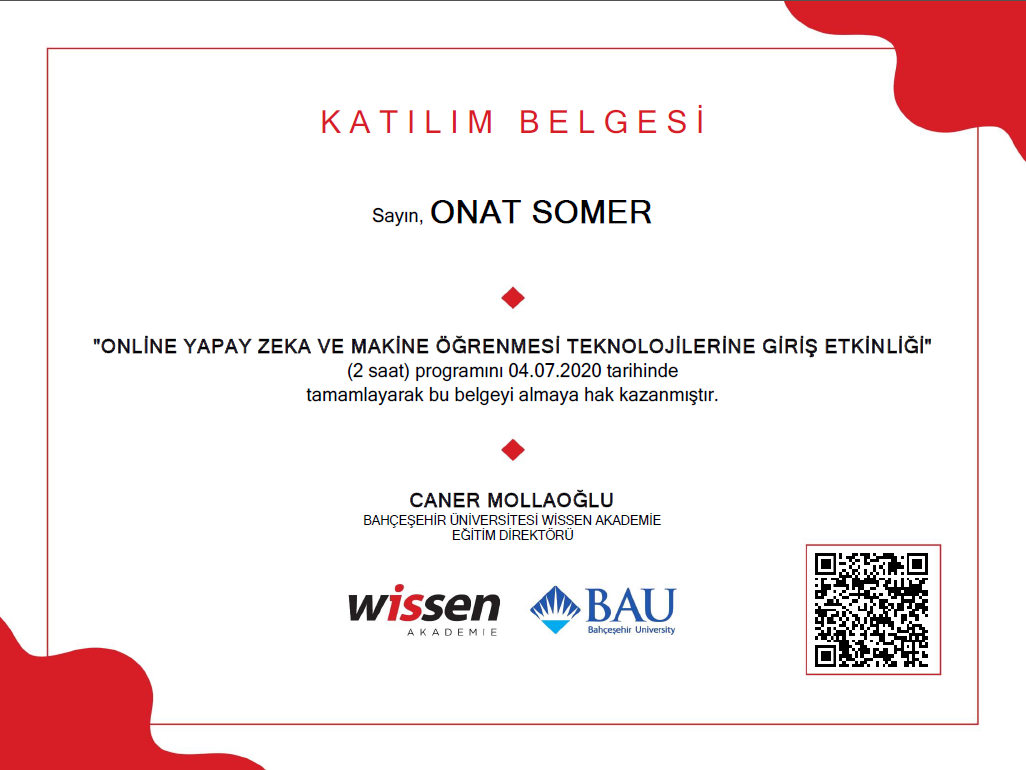 KATILIM BELGESİ
Sayın, ONAT SOMER
"ONLİNE YAPAY ZEKA VE MAKİNE ÖĞRENMESİ TEKNOLOJİLERİNE GİRİŞ ETKİNLİĞİ"
(2 saat) programını 04.07.2020 tarihinde
tamamlayarak bu belgeyi almaya hak kazanmıştır.
CANER MOLLAOĞLU
BAHÇEŞEHİR ÜNİVERSİTESİ WİSSEN AKADEMİE
EĞİTİM DİREKTÖRÜ
wissen
AKADEMIE
BAU
Bahçeşehir University